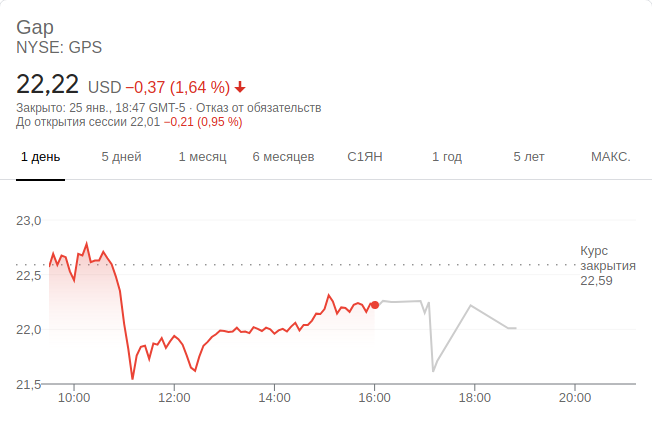 Gap
NYSE: GPS
22,22 USD −0,37 (1,64 %)
Закрыто: 25 янв., 18:47 GMT-5 · Отказ от обязательств
До открытия сессии 22,01 −0,21 (0,95 %)
1 день 5 дней 1 месяц 6 месяцев С1ЯН 1 год 5 лет МАКС.
23,0
Курс
закрытия
22,59
22,5
22,0
21,5
10:00 12:00 14:00 16:00 18:00 20:00